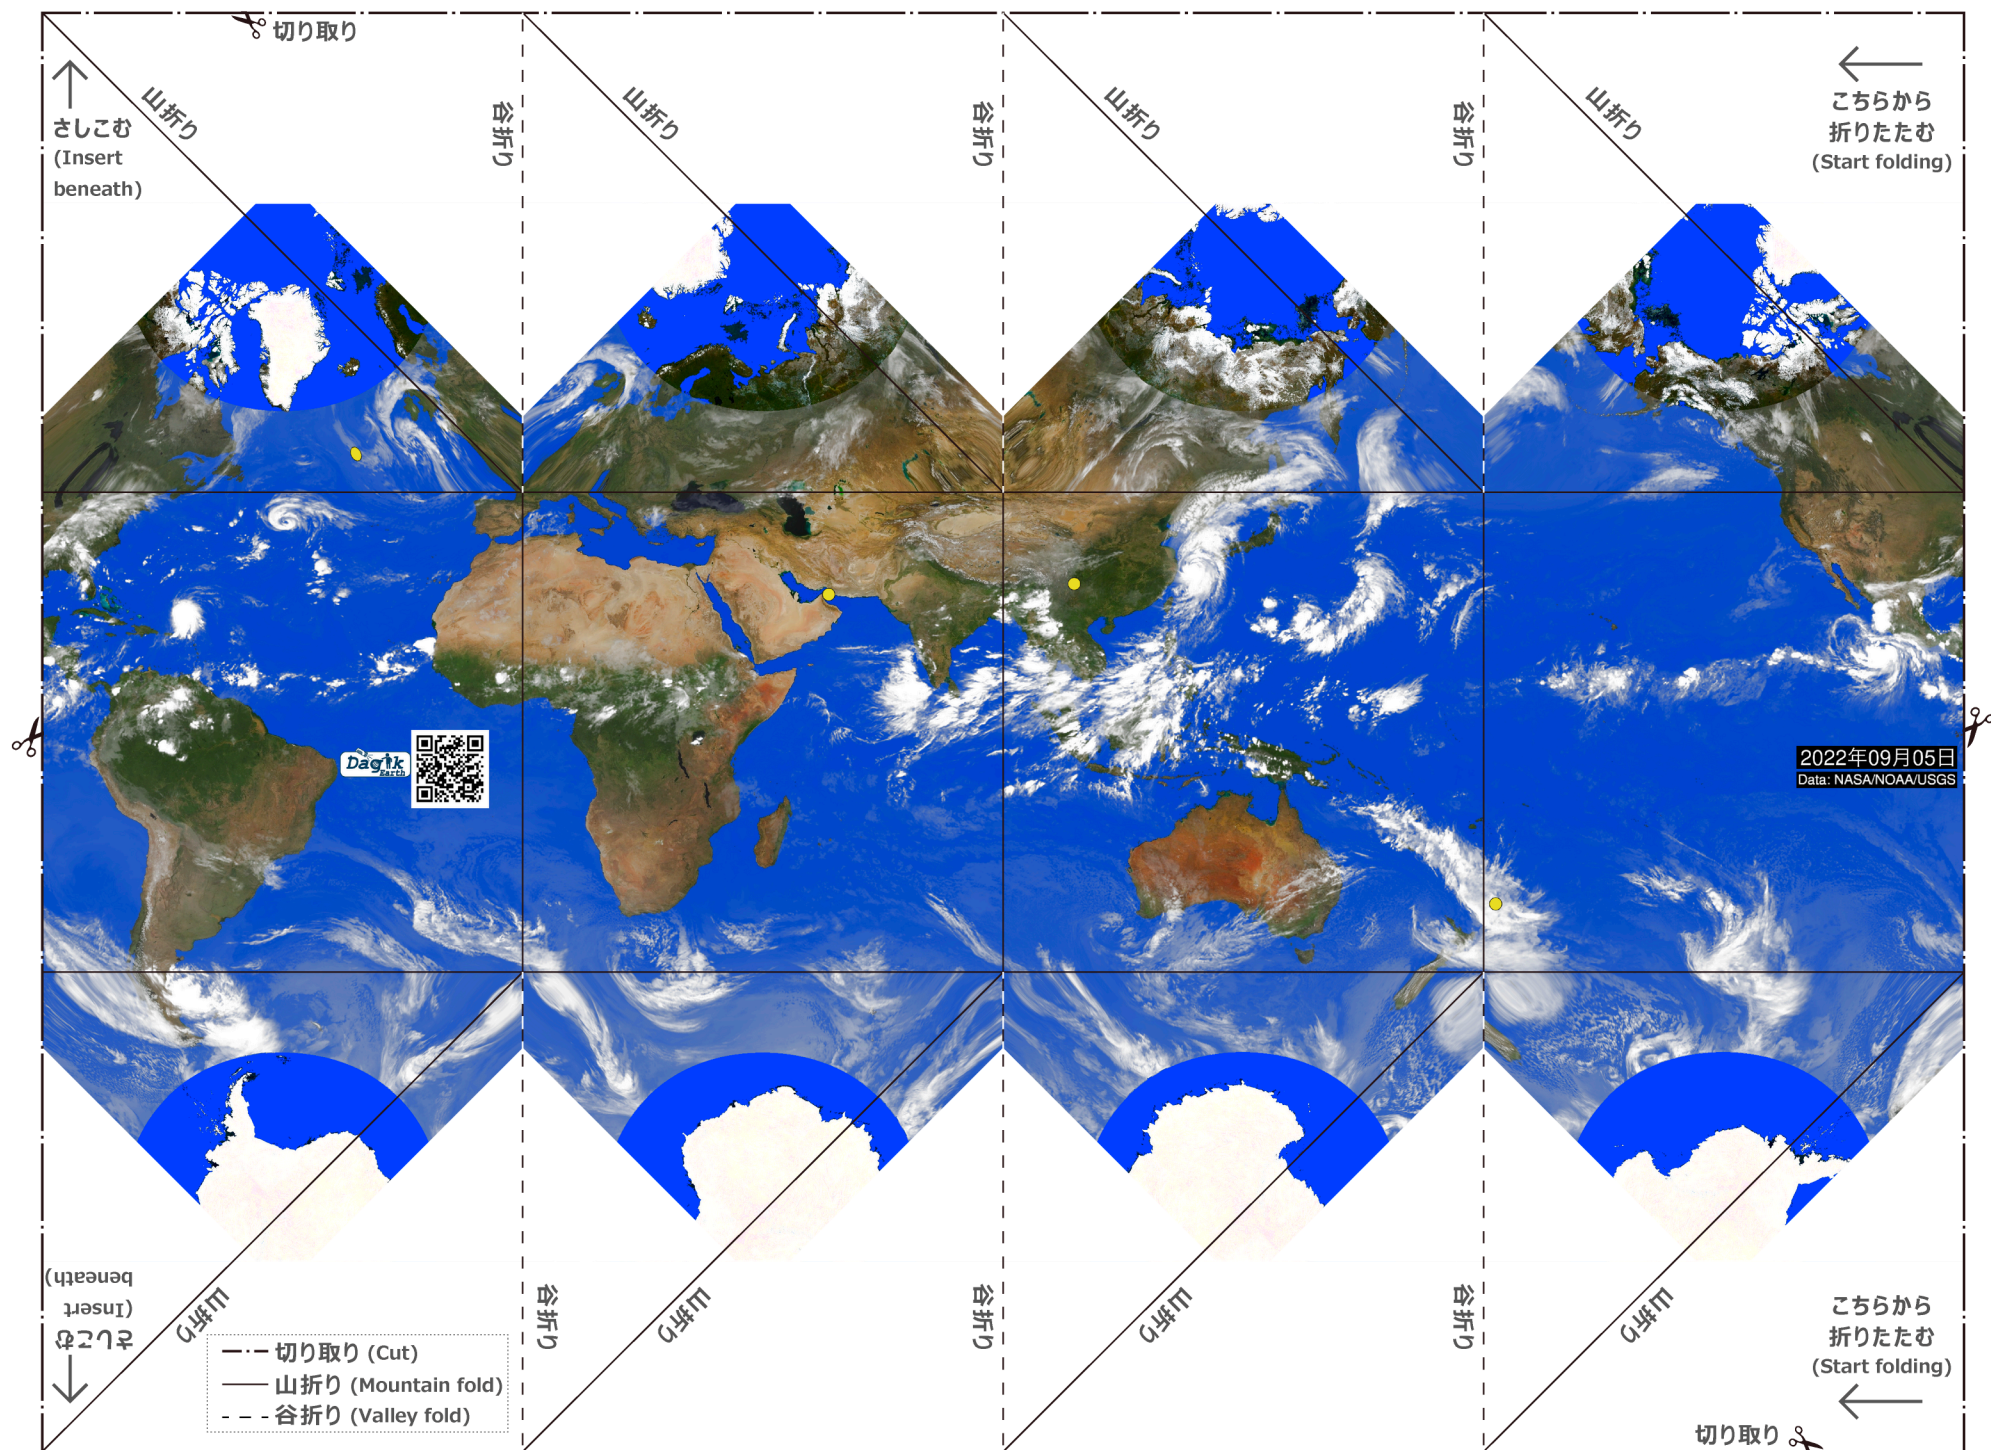 切り取り
山折り
山折り
山折り
山折り
谷折り
谷折り
谷折り
さしこむ
(Insert
beneath)
こちらから
折りたたむ
(Start folding)
Dagik
Earth
2022年09月05日
Data: NASA/NOAA/USGS
さしこむ
(Insert
beneath)
山折り
山折り
山折り
山折り
谷折り
谷折り
谷折り
こちらから
折りたたむ
(Start folding)
切り取り (Cut)
山折り (Mountain fold)
谷折り (Valley fold)
切り取り